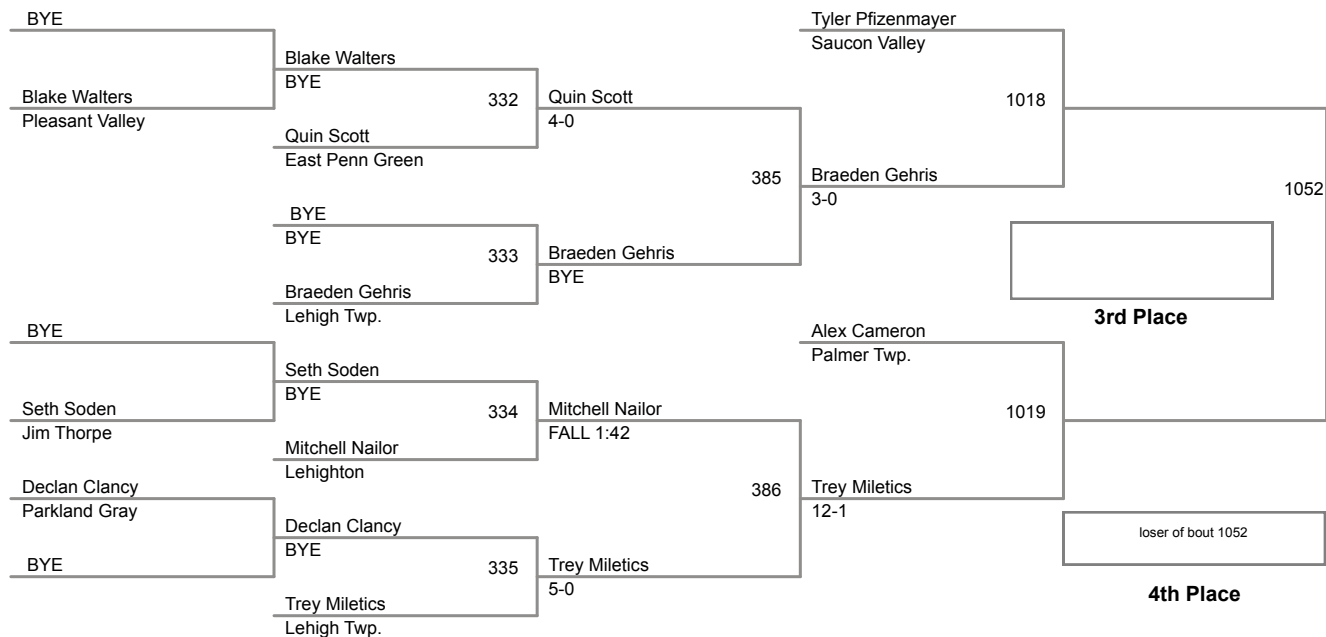 BYE
Blake Walters
Pleasant Valley
Blake Walters
BYE
332
Quin Scott
East Penn Green
Quin Scott
4-0
BYE
BYE
333
Braeden Gehris
Lehigh Twp.
Braeden Gehris
BYE
385
Tyler Pfizenmayer
Saucon Valley
1018
Braeden Gehris
3-0
1052
3rd Place
BYE
Seth Soden
Jim Thorpe
Seth Soden
BYE
334
Mitchell Nailor
Lehighton
Mitchell Nailor
FALL 1:42
Declan Clancy
Parkland Gray
BYE
Declan Clancy
BYE
335
Trey Miletics
Lehigh Twp.
Trey Miletics
5-0
386
Alex Cameron
Palmer Twp.
1019
Trey Miletics
12-1
loser of bout 1052
4th Place